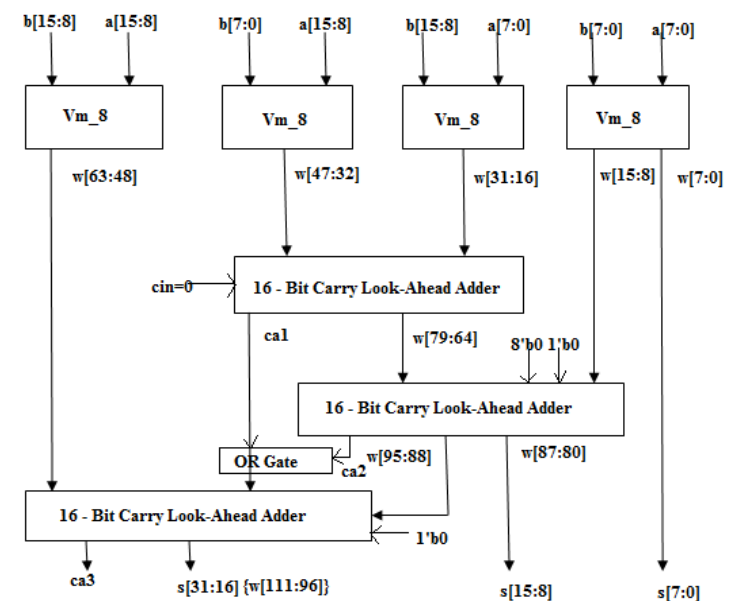 b[15:8] a[15:8] b[7:0] a[15:8] b[15:8] a[7:0] b[7:0] a[7:0]
Vm_8 Vm_8 Vm_8 Vm_8
w[63:48] w[47:32] w[31:16] w[15:8] w[7:0]
cin=0 16 - Bit Carry Look-Ahead Adder
ca1 w[79:64] 8'b0 1'b0
16 - Bit Carry Look-Ahead Adder
OR Gate ca2 w[95:88] w[87:80]
16 - Bit Carry Look-Ahead Adder
1'b0
ca3 s[31:16] {w[111:96]} s[15:8] s[7:0]